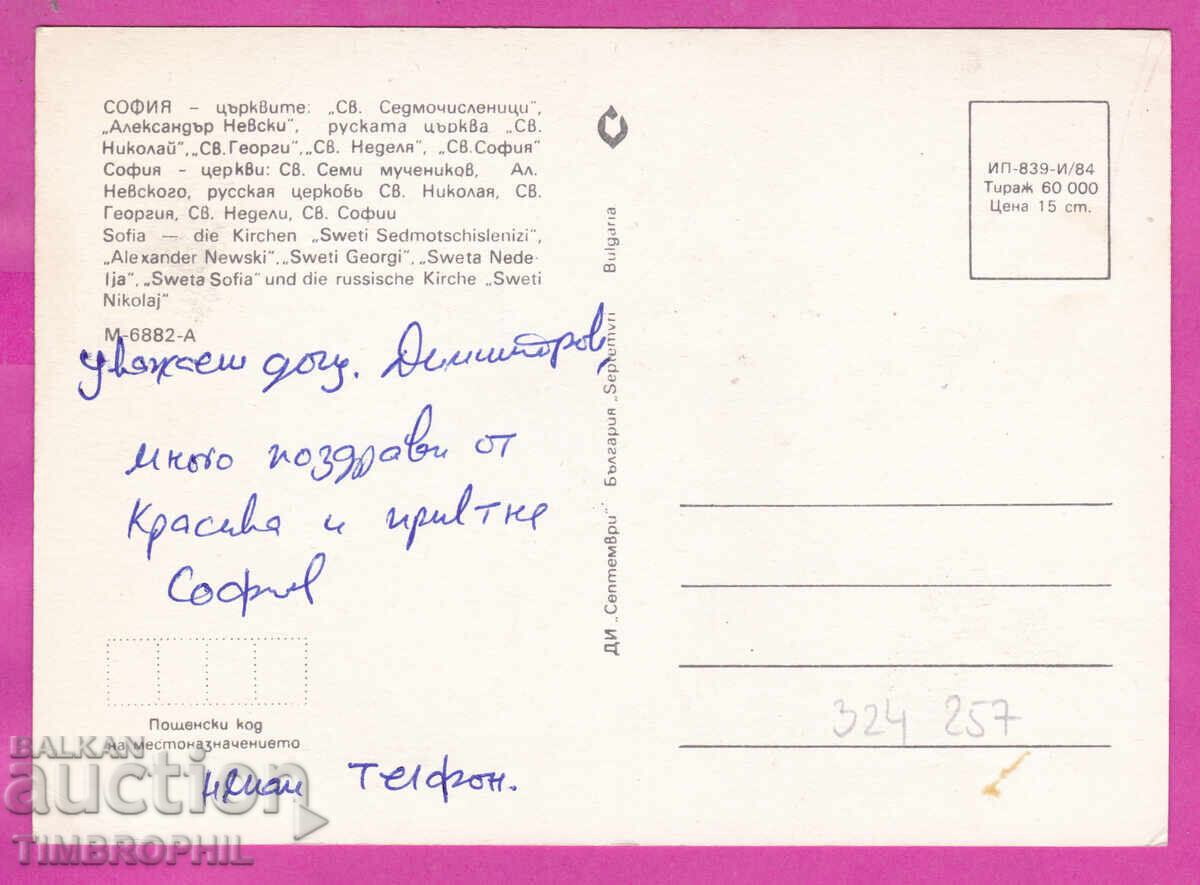 СОФИЯ – църквите: „Св. Седмочисленици",
„Александър Невски", руската църква „Св.
Николай",„Св.Георги",„Св. Неделя", „Св.София"
София - церкви: Св. Семи мучеников, Ал.
Невского, русская церковь Св. Николая, Св.
Георгия, Св. Недели, Св. Софии
Sofia — die Kirchen „Sweti Sedmotschislenizi",
„Alexander Newski",„Sweti Georgi",„Sweta Nede-
lja",„Sweta Sofia" und die russische Kirche „Sweti
Nikolaj"
М-6882-А
уважаем доц. Димитров,
много поздрави от
Красива и приятна
София
Пощенски код
на местоназначението
нямам телефон.
ДИ „Септември" България „Septemvri" Bulgaria
ИП-839-И/84
Тираж 60 000
Цена 15 ст.
324 257
BALKAN
auction
TIMBROPHIL